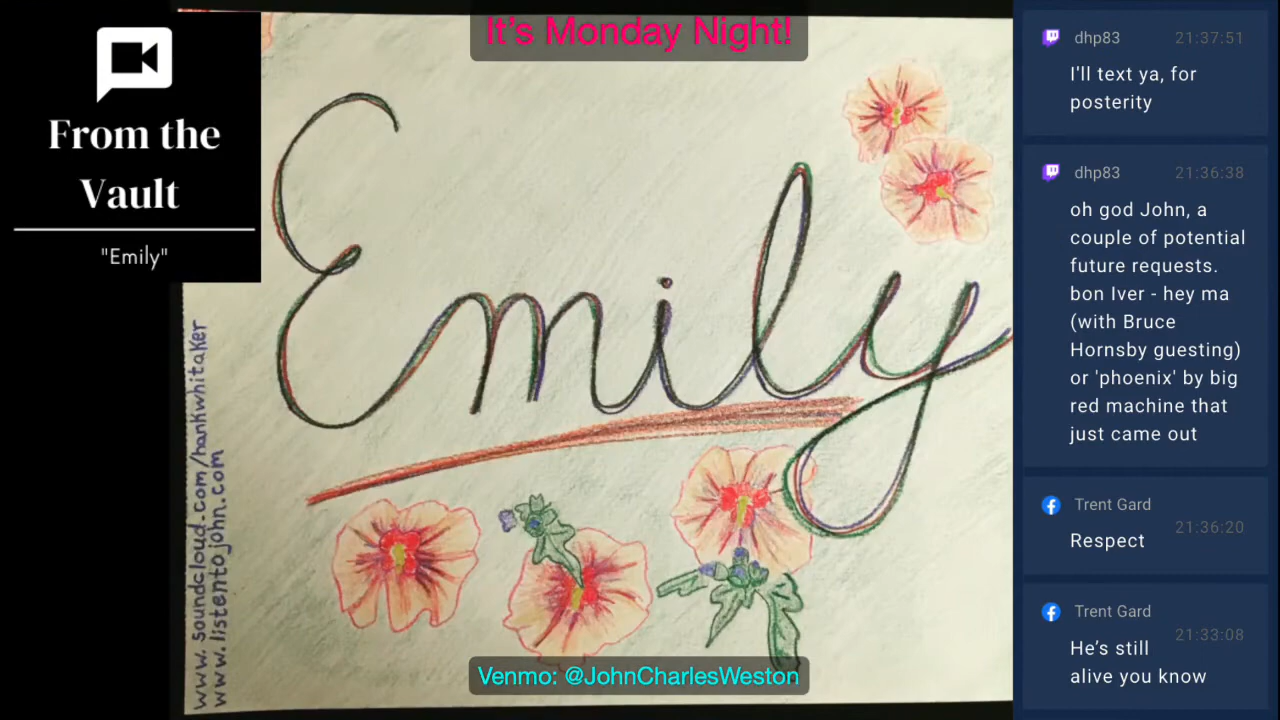 It's Monday Night!
From the
Vault
"Emily"
Emily
www.soundcloud.com/hankwhitaker
www.listentojohn.com
Venmo: @JohnCharlesWeston
dhp83 21:37:51
I'll text ya, for
posterity
dhp83 21:36:38
oh god John, a
couple of potential
future requests.
bon Iver - hey ma
(with Bruce
Hornsby guesting)
or 'phoenix' by big
red machine that
just came out
Trent Gard 21:36:20
Respect
Trent Gard 21:33:08
He's still
alive you know